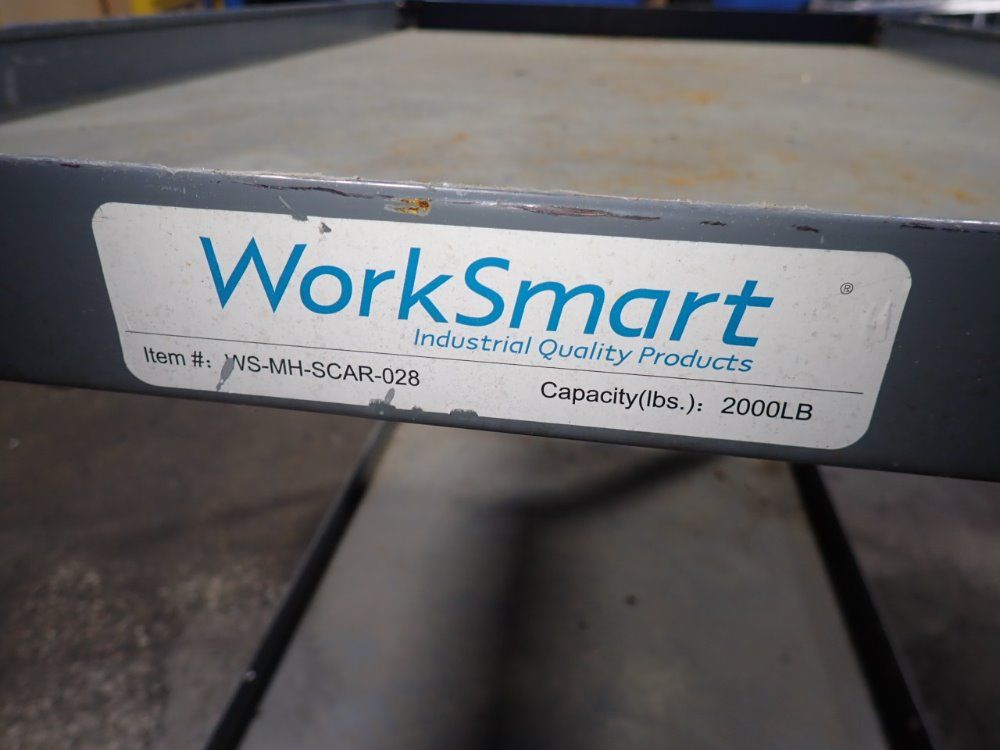 WorkSmart ®
Industrial Quality Products
Item #: WS-MH-SCAR-028 Capacity(lbs.): 2000LB